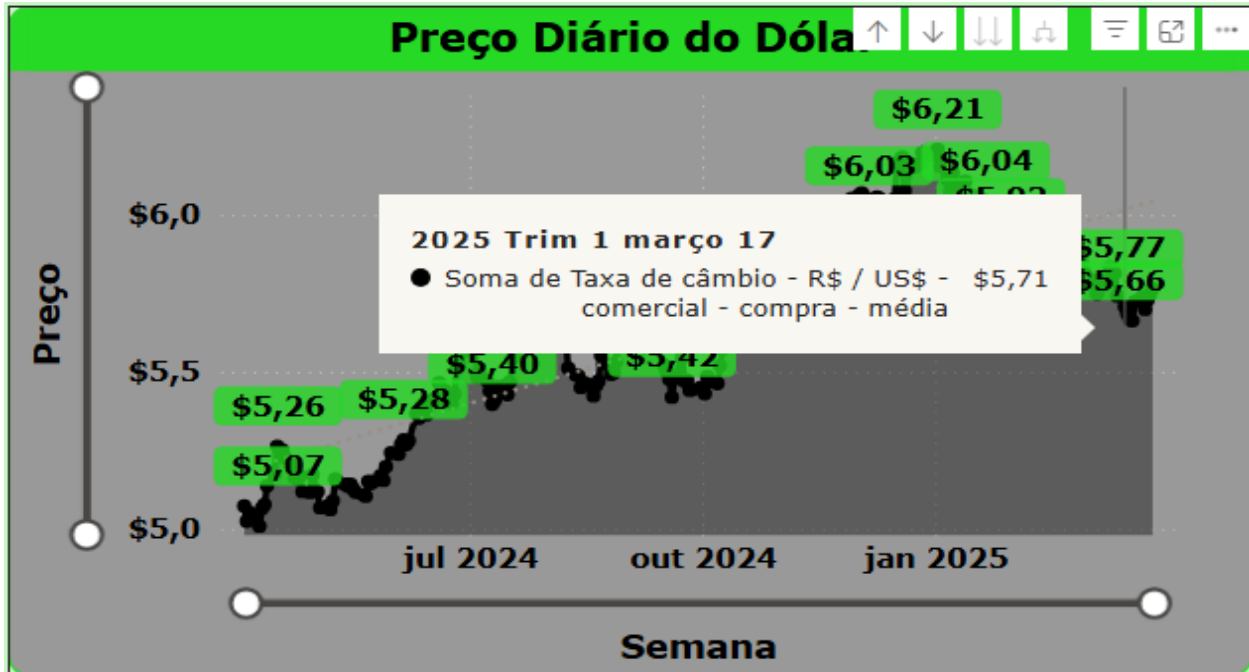 Preço Diário do Dóla
$6,21
$6,03
$6,04
$6,0
2025 Trim 1 março 17
Soma de Taxa de câmbio - R$ / US$ - $5,71
comercial - compra - média
$5,77
$5,66
Preço
$5,5
$5,40
$5,42
$5,26
$5,28
$5,07
$5,0
jul 2024
out 2024
jan 2025
Semana